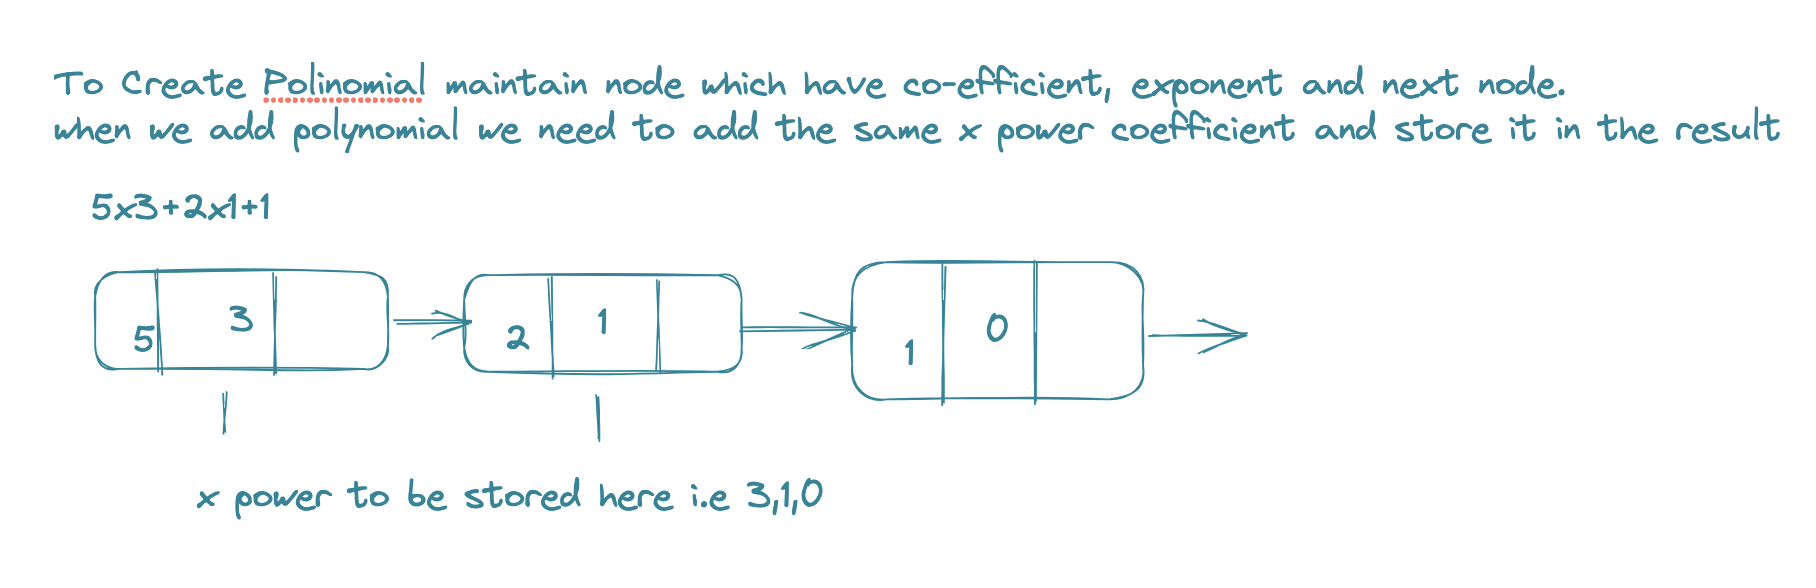 To Create Polinomial maintain node which have co-efficient, exponent and next node.
when we add polynomial we need to add the same x power coefficient and store it in the result
5x3+2x1+1
5 3 2 1 1 0
x power to be stored here i.e 3,1,0